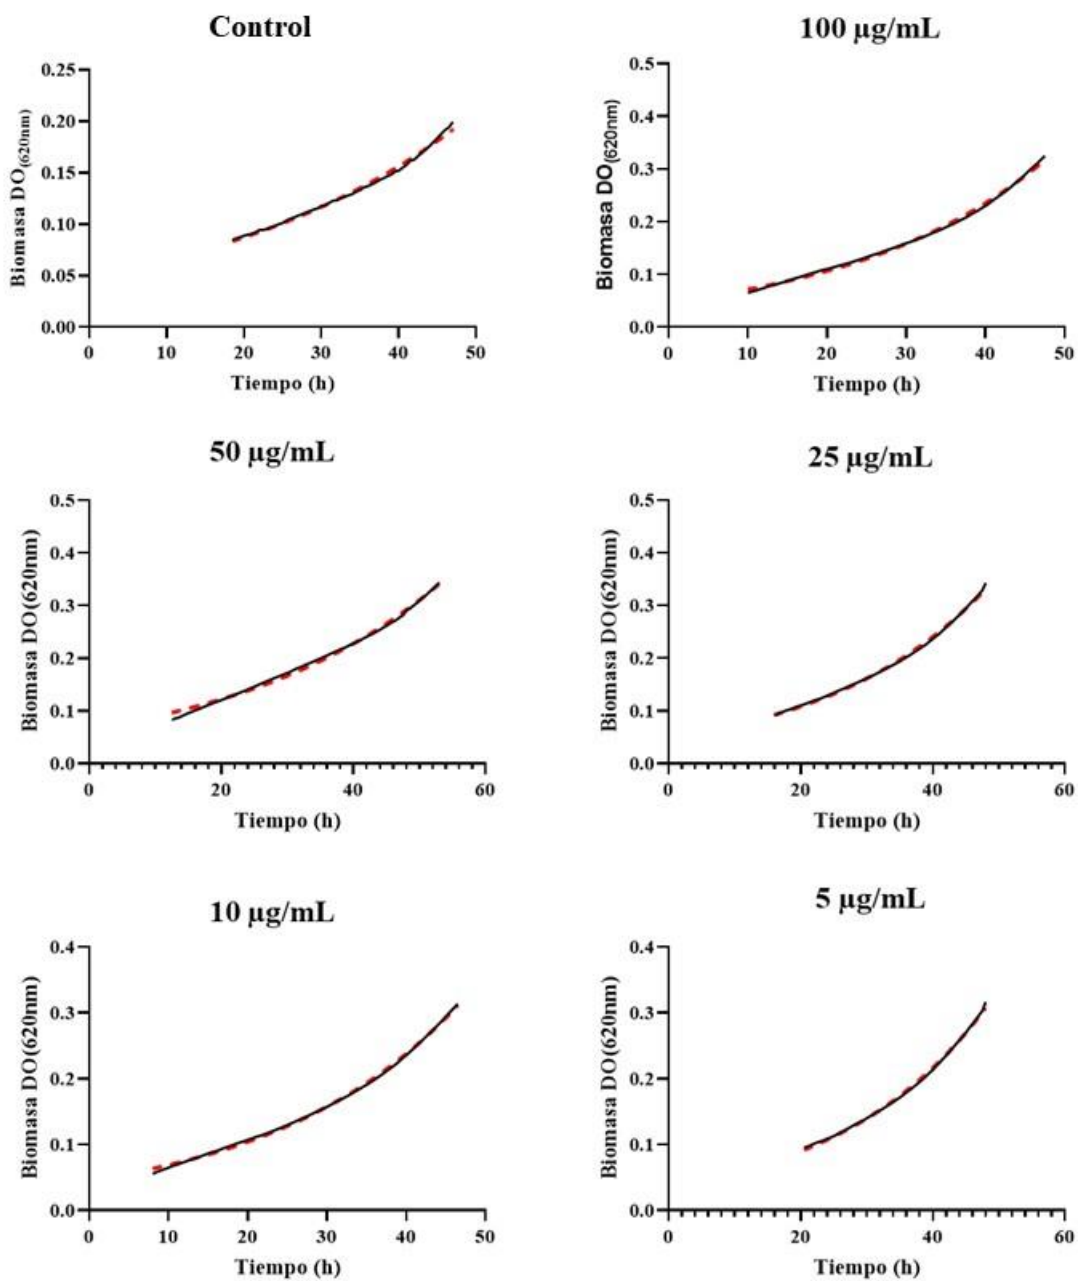 Control
Biomasa DO(620nm)
0.25
0.20
0.15
0.10
0.05
0.00
0 10 20 30 40 50
Tiempo (h)
100 µg/mL
Biomasa DO(620nm)
0.5
0.4
0.3
0.2
0.1
0.0
0 10 20 30 40 50
Tiempo (h)
50 µg/mL
Biomasa DO(620nm)
0.5
0.4
0.3
0.2
0.1
0.0
0 20 40 60
Tiempo (h)
25 µg/mL
Biomasa DO(620nm)
0.5
0.4
0.3
0.2
0.1
0.0
0 20 40 60
Tiempo (h)
10 µg/mL
Biomasa DO(620nm)
0.4
0.3
0.2
0.1
0.0
0 10 20 30 40 50
Tiempo (h)
5 µg/mL
Biomasa DO(620nm)
0.4
0.3
0.2
0.1
0.0
0 20 40 60
Tiempo (h)